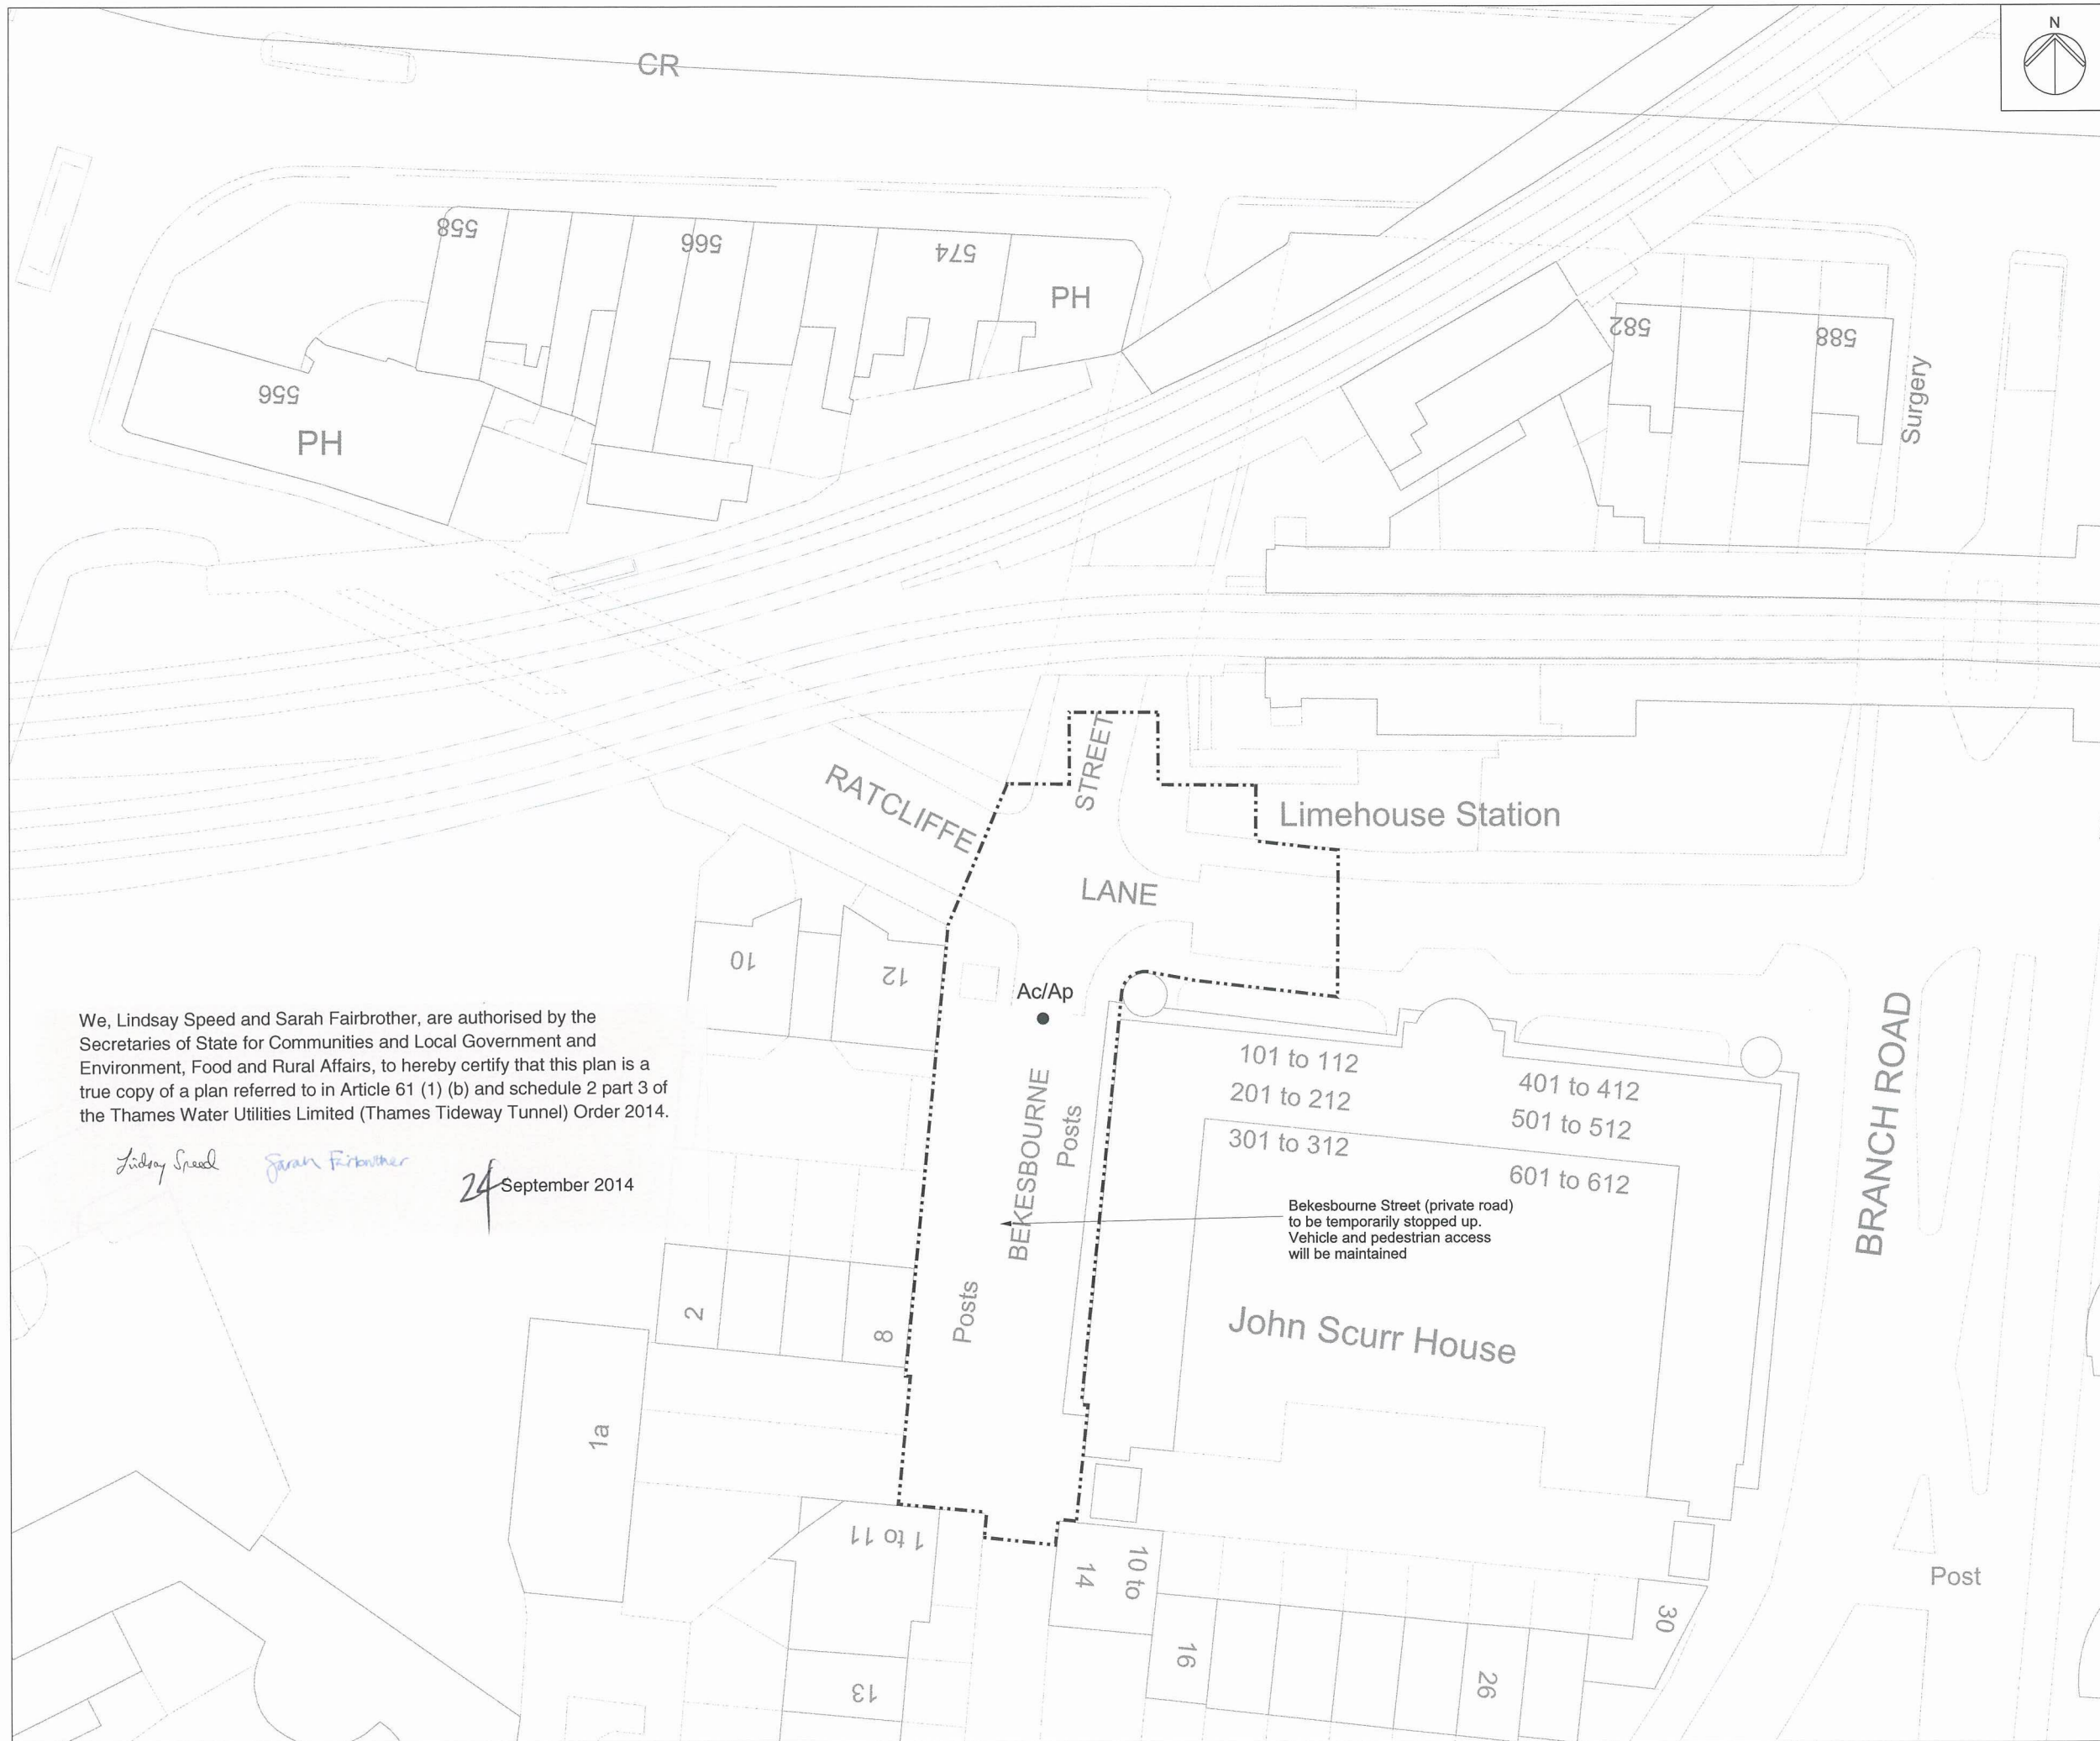 N
CR
558
566
574
PH
582
588
Surgery
556
PH
STREET
RATCLIFFE
Limehouse Station
LANE
10
12
Ac/Ap
We, Lindsay Speed and Sarah Fairbrother, are authorised by the
Secretaries of State for Communities and Local Government and
Environment, Food and Rural Affairs, to hereby certify that this plan is a
true copy of a plan referred to in Article 61 (1) (b) and schedule 2 part 3 of
the Thames Water Utilities Limited (Thames Tideway Tunnel) Order 2014.
Lindsay Speed
Sarah Fairbrother
24 September 2014
BEKESBOURNE
Posts
101 to 112
201 to 212
301 to 312
401 to 412
501 to 512
601 to 612
BRANCH ROAD
Bekesbourne Street (private road)
to be temporarily stopped up.
Vehicle and pedestrian access
will be maintained
Posts
John Scurr House
2
8
1a
1 to 11
10 to
14
Post
13
16
26
30